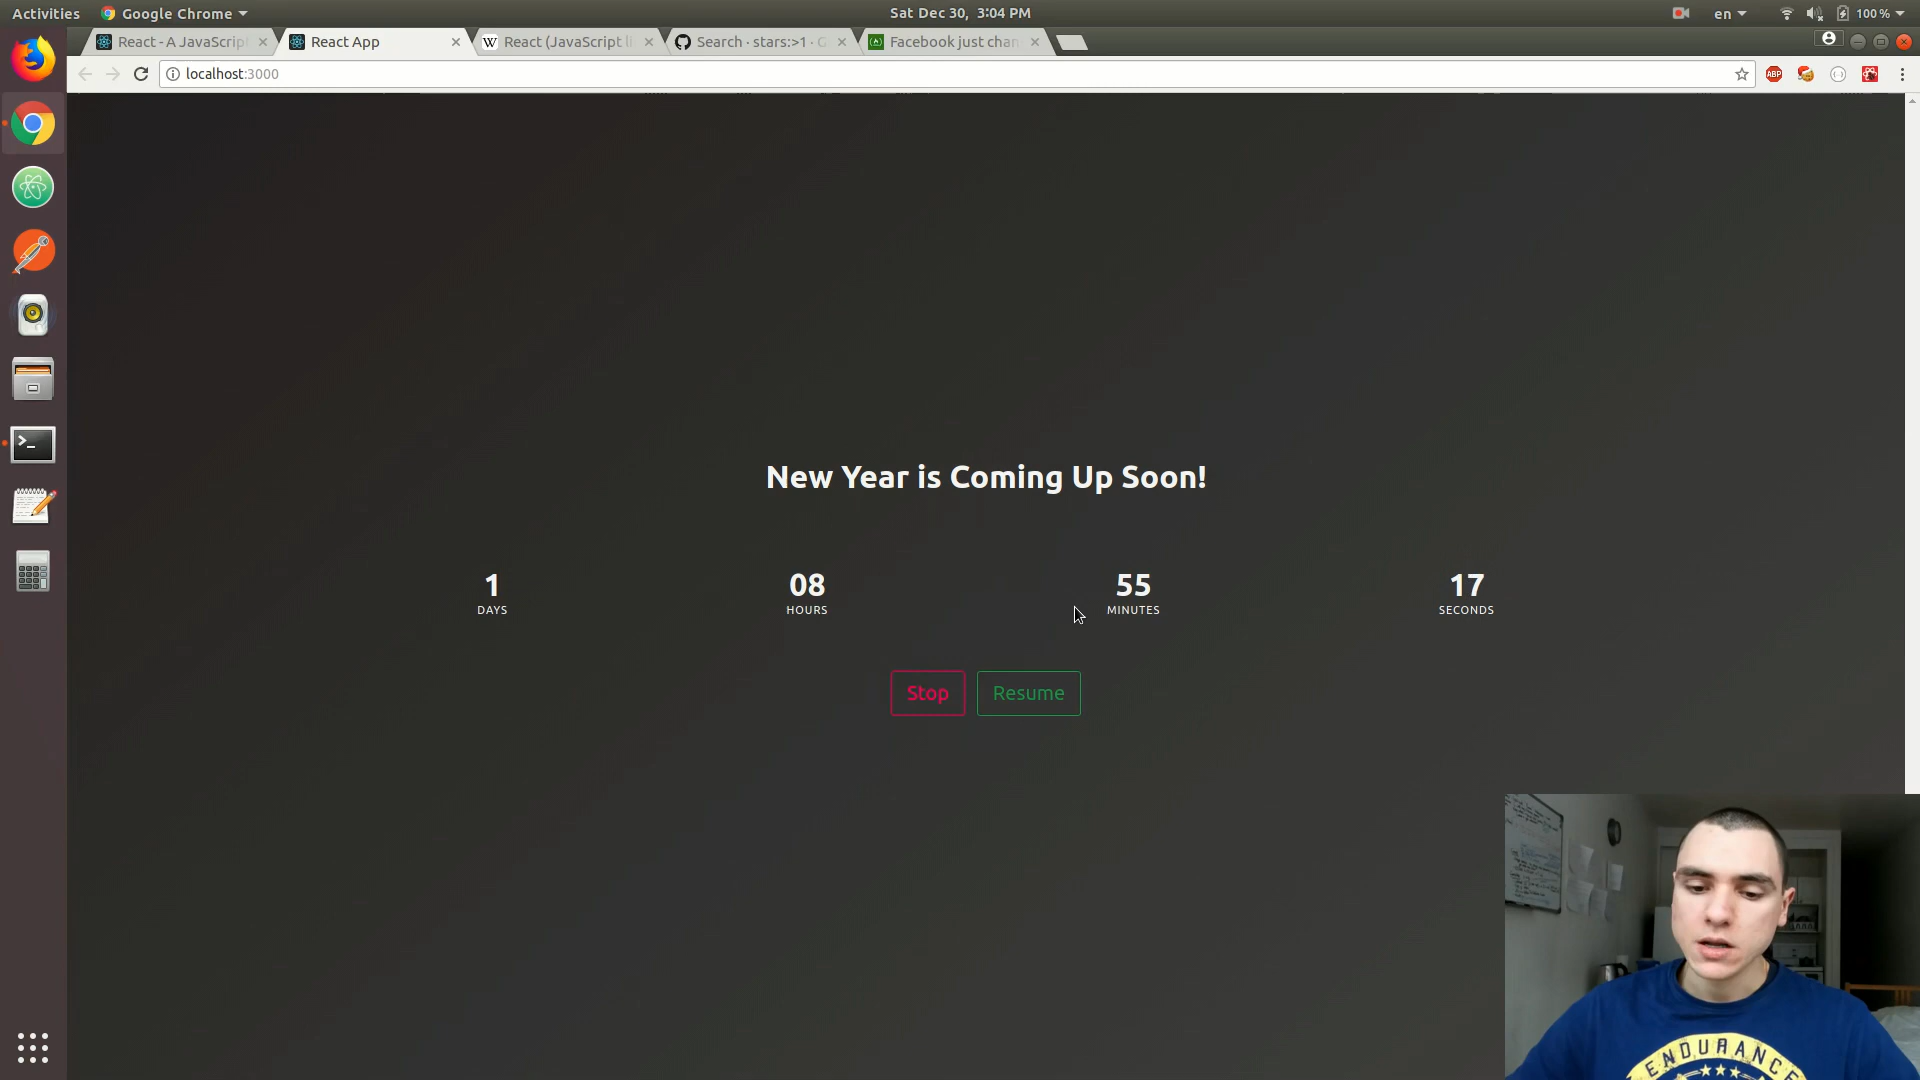 Activities Google Chrome Sat Dec 30, 3:04 PM en 100 %
React - A JavaScrip React App React (JavaScript li Search · stars:>1 · G Facebook just chan
localhost:3000
ABP
New Year is Coming Up Soon!
1 08 55 17
DAYS HOURS MINUTES SECONDS
Stop Resume
ENDURANCE